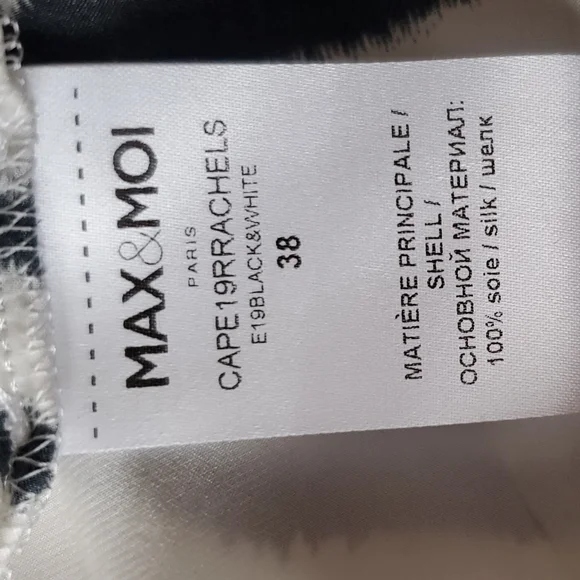 MAX&MOI
PARIS
CAPE19RRACHELS
E19BLACK&WHITE
38
MATIÈRE PRINCIPALE /
SHELL /
ОСНОВНОЙ МАТЕРИАЛ:
100% soie / silk / шелк